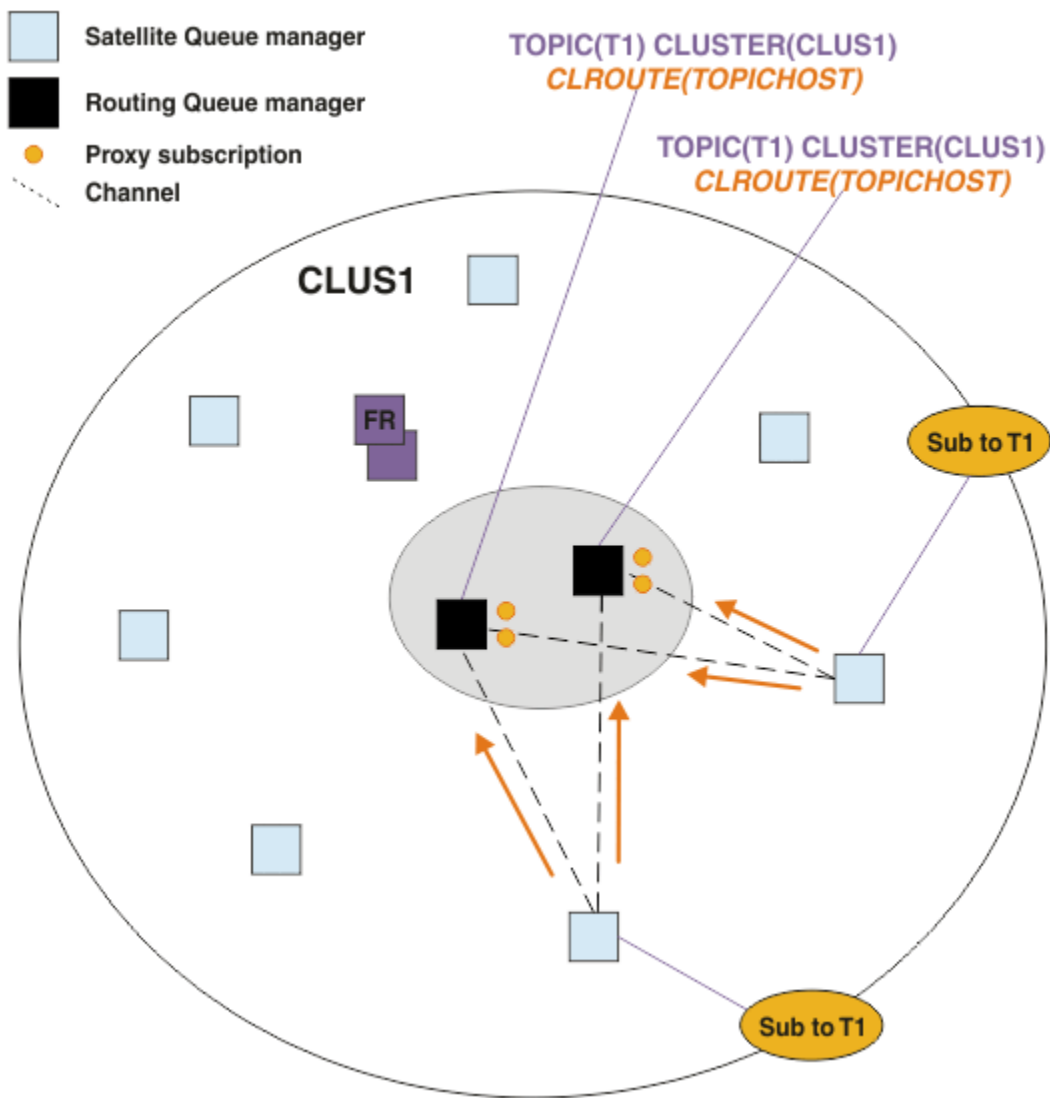 Satellite Queue manager
Routing Queue manager
Proxy subscription
Channel
TOPIC(T1) CLUSTER(CLUS1)
CLROUTE(TOPICHOST)
TOPIC(T1) CLUSTER(CLUS1)
CLROUTE(TOPICHOST)
CLUS1
FR
Sub to T1
Sub to T1